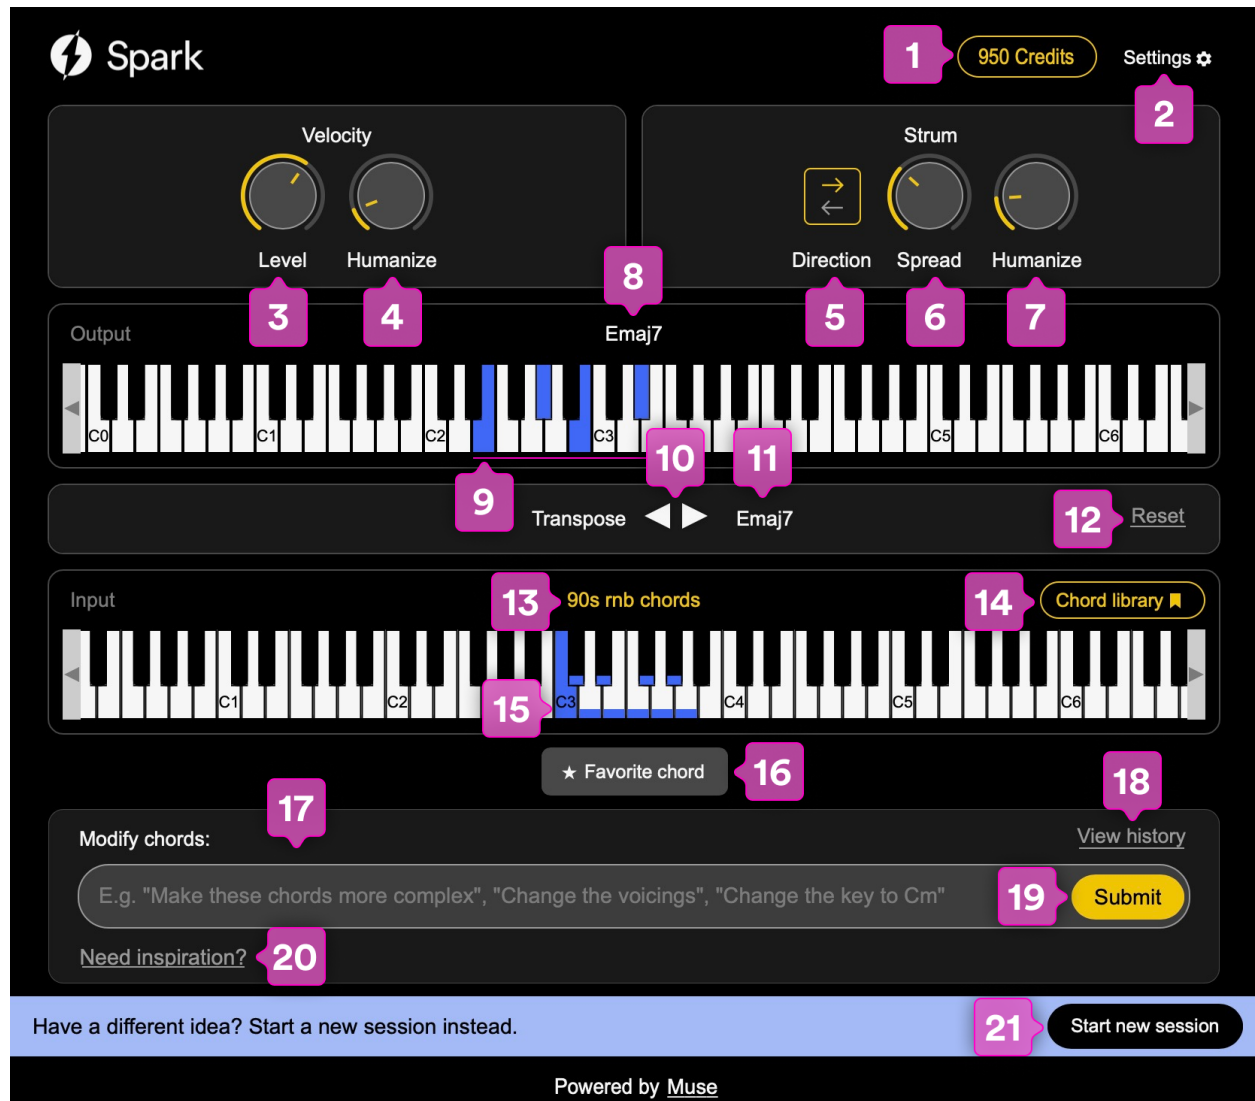 Spark
1
950 Credits
Settings
2
Velocity
Strum
Level
Humanize
Direction
Spread
Humanize
3
4
8
5
6
7
Output
Emaj7
C0
C1
C2
C3
C5
C6
9
10
11
Transpose
Emaj7
12
Reset
Input
13
90s rnb chords
14
Chord library
C1
C2
15
C3
C4
C5
C6
★ Favorite chord
16
17
18
Modify chords:
View history
E.g. "Make these chords more complex", "Change the voicings", "Change the key to Cm"
19
Submit
Need inspiration?
20
Have a different idea? Start a new session instead.
21
Start new session
Powered by Muse